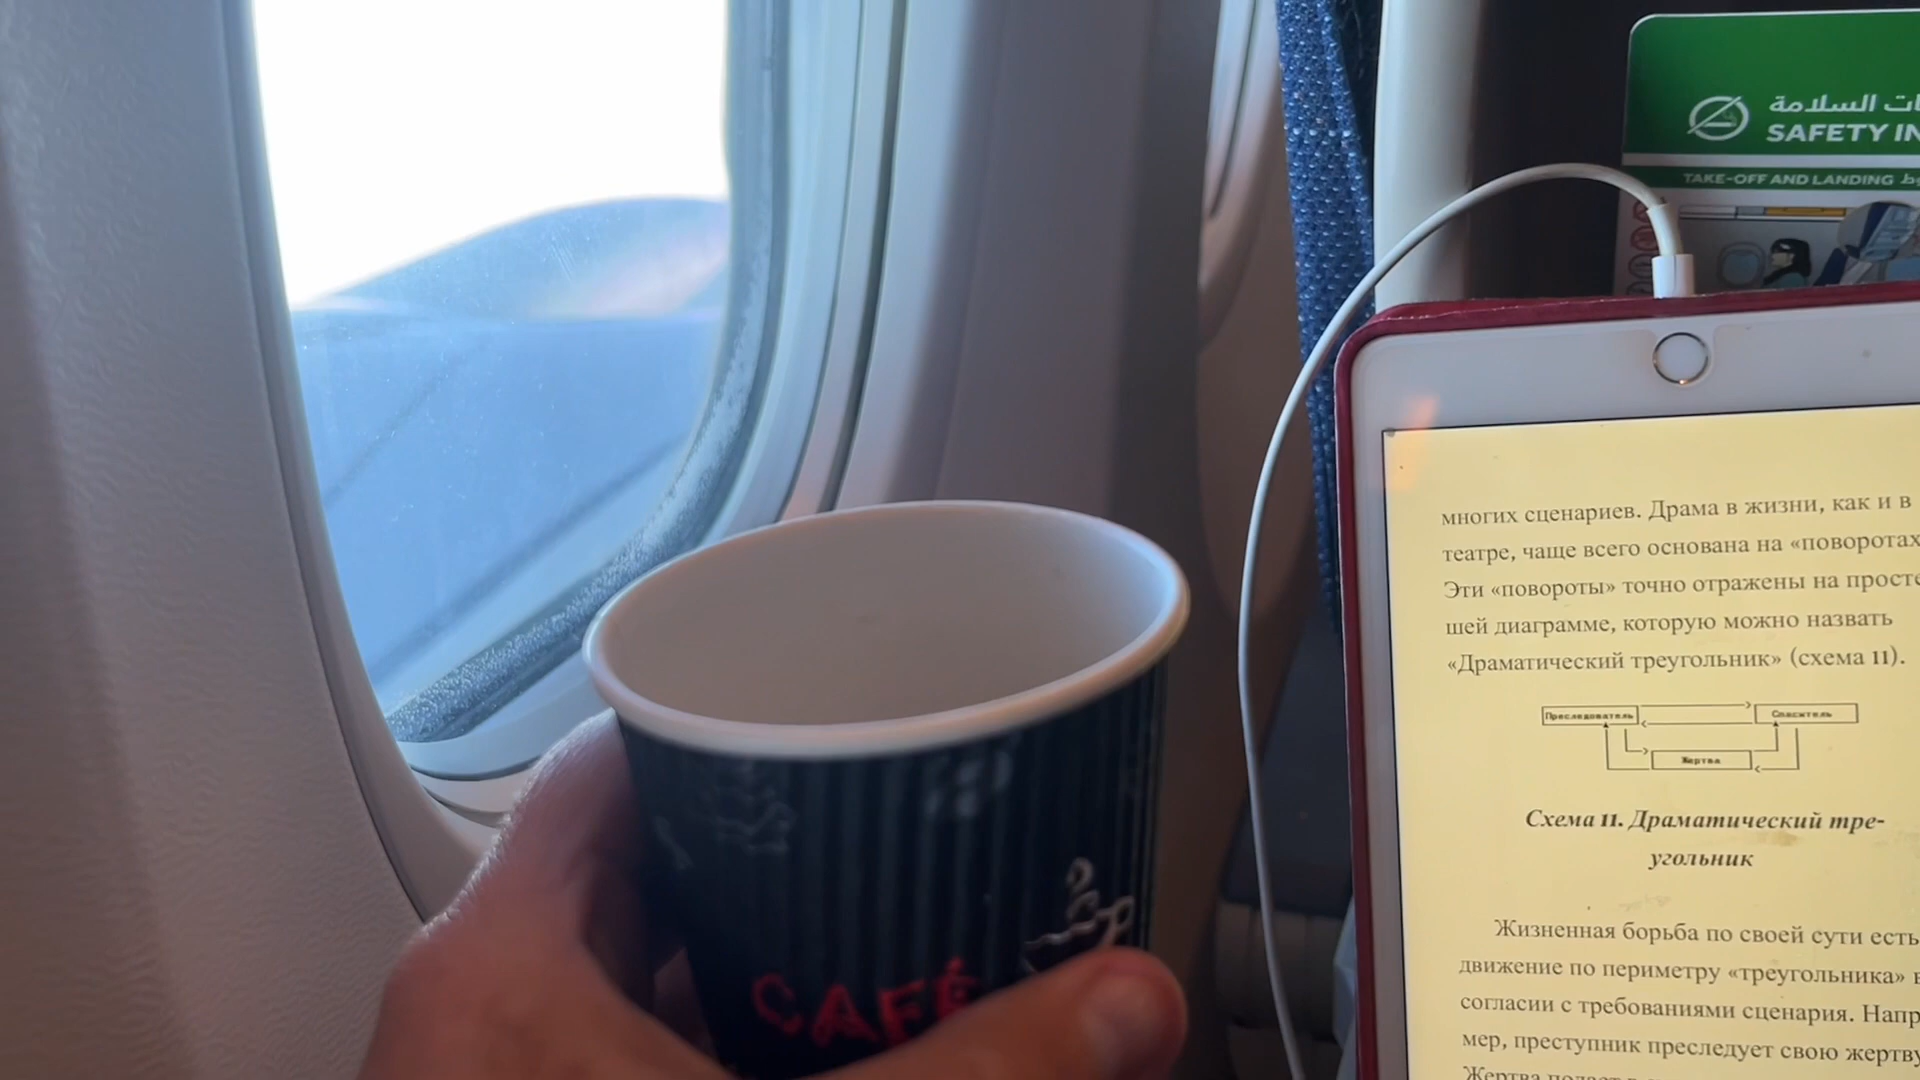 السلامة
SAFETY IN
TAKE-OFF AND LANDING
многих сценариев. Драма в жизни, как и в
театре, чаще всего основана на «поворотах
Эти «повороты» точно отражены на просте
шей диаграмме, которую можно назвать
«Драматический треугольник» (схема 11).
Преследователь Спаситель
Жертва
Схема 11. Драматический тре-
угольник
Жизненная борьба по своей сути есть
движение по периметру «треугольника» в
согласии с требованиями сценария. Напр
мер, преступник преследует свою жертву
CAFÉ